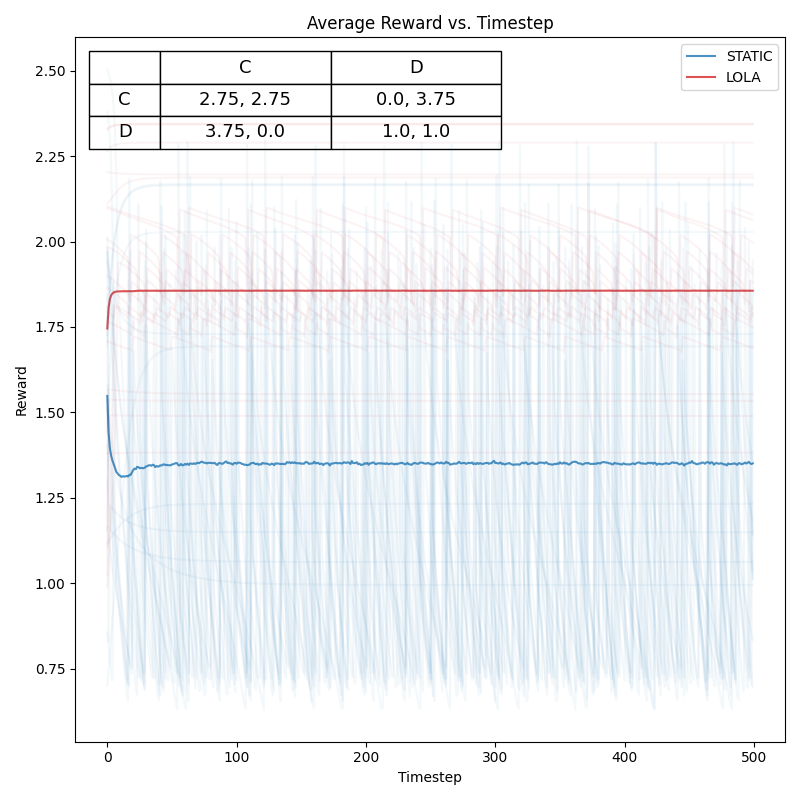 Average Reward vs. Timestep
2.50
2.25
2.00
1.75
1.50
1.25
1.00
0.75
Reward
C D
C 2.75, 2.75 0.0, 3.75
D 3.75, 0.0 1.0, 1.0
STATIC
LOLA
0 100 200 300 400 500
Timestep